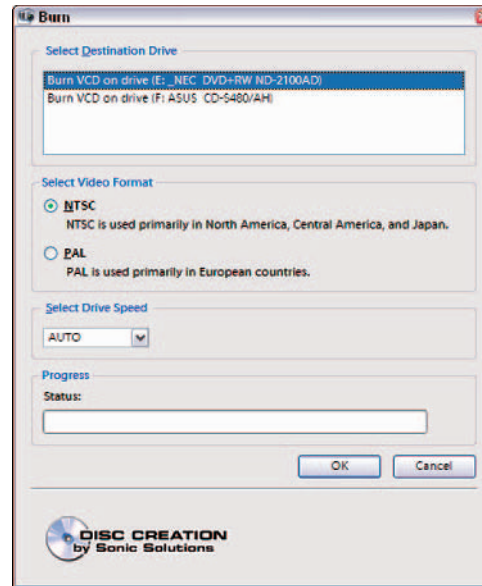 Burn
Select Destination Drive
Burn VCD on drive (E: _NEC DVD+RW ND-2100AD)
Burn VCD on drive (F: ASUS CD-S480/AH)
Select Video Format
NTSC
NTSC is used primarily in North America, Central America, and Japan.
PAL
PAL is used primarily in European countries.
Select Drive Speed
AUTO
Progress
Status:
OK Cancel
DISC CREATION
by Sonic Solutions